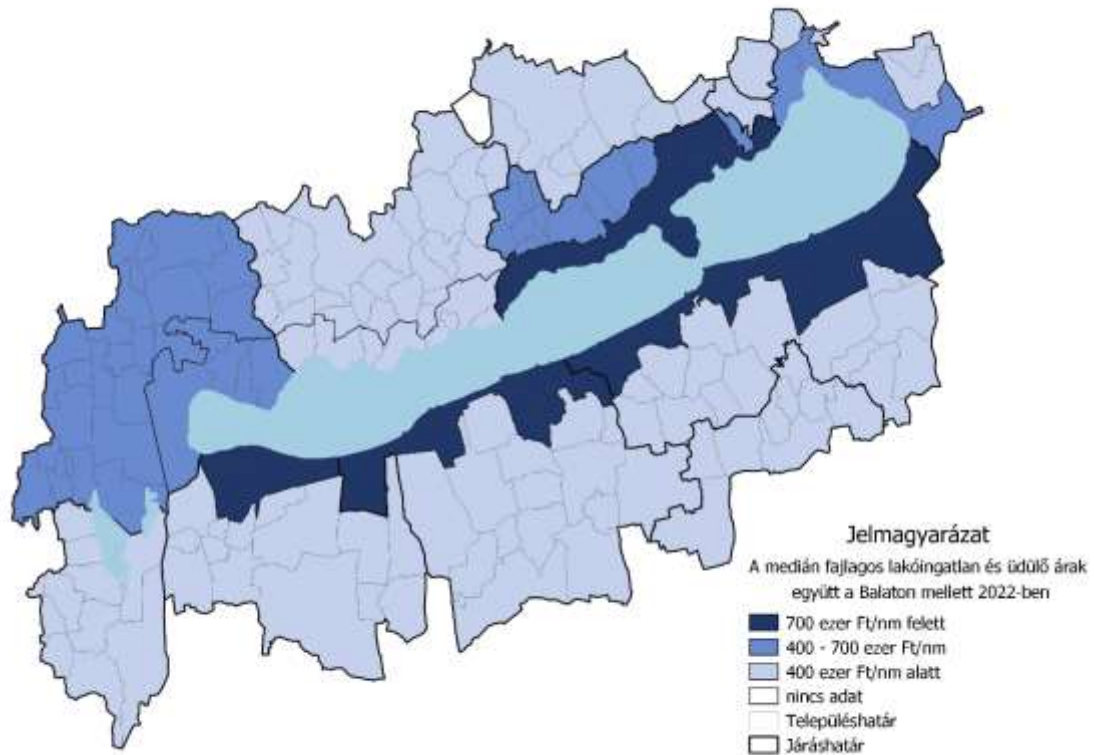 Jelmagyarázat
A medián fajlagos lakóingatlan és üdülő árak
együtt a Balaton mellett 2022-ben
700 ezer Ft/nm felett
400 - 700 ezer Ft/nm
400 ezer Ft/nm alatt
nincs adat
Településhatár
Járáshatár